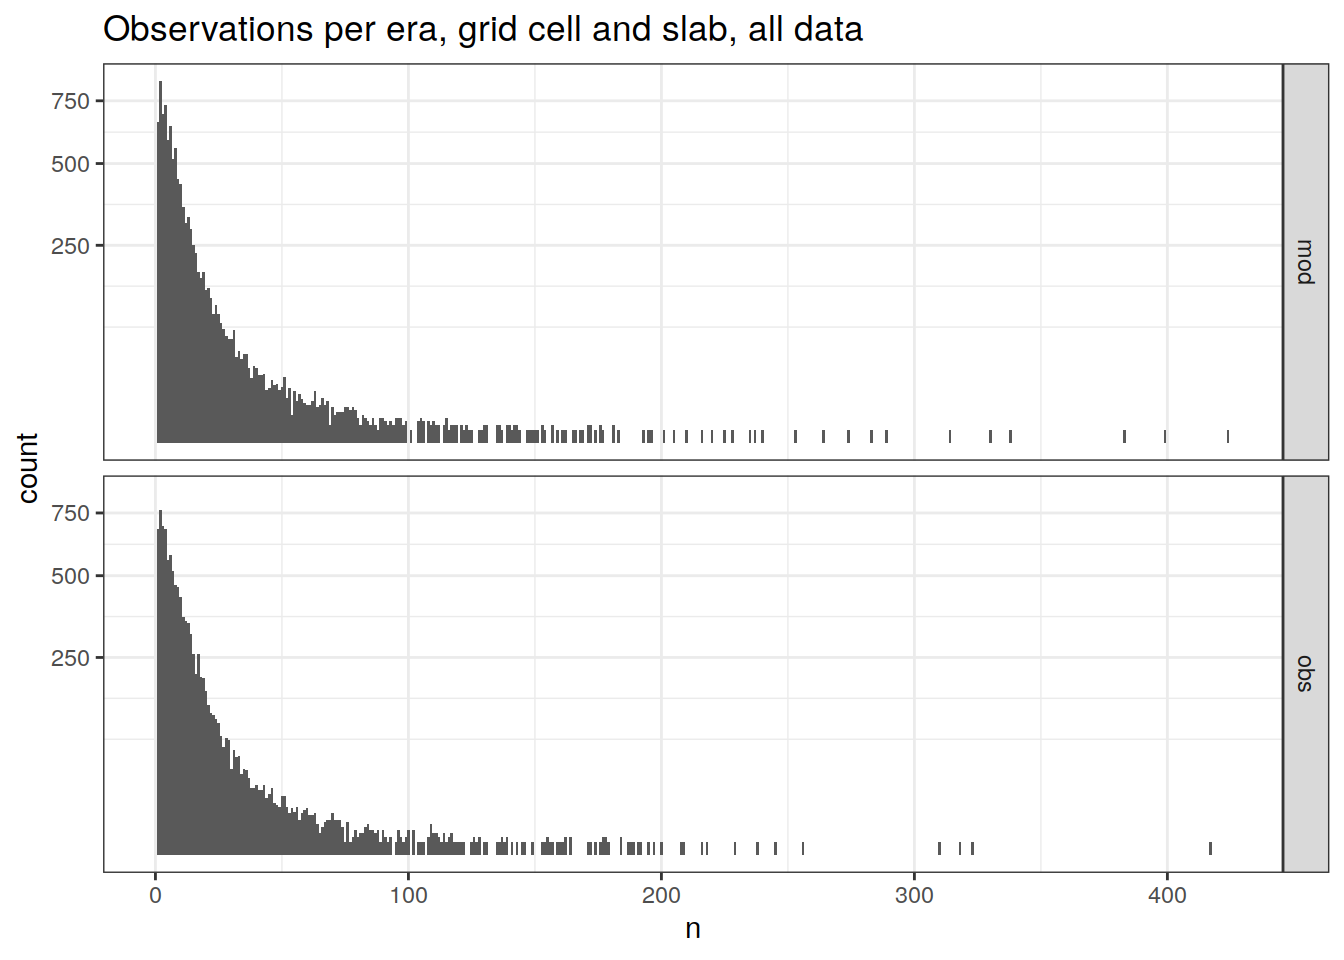 Observations per era, grid cell and slab, all data
750
500
250
mod
count
750
500
250
obs
0 100 200 300 400
n